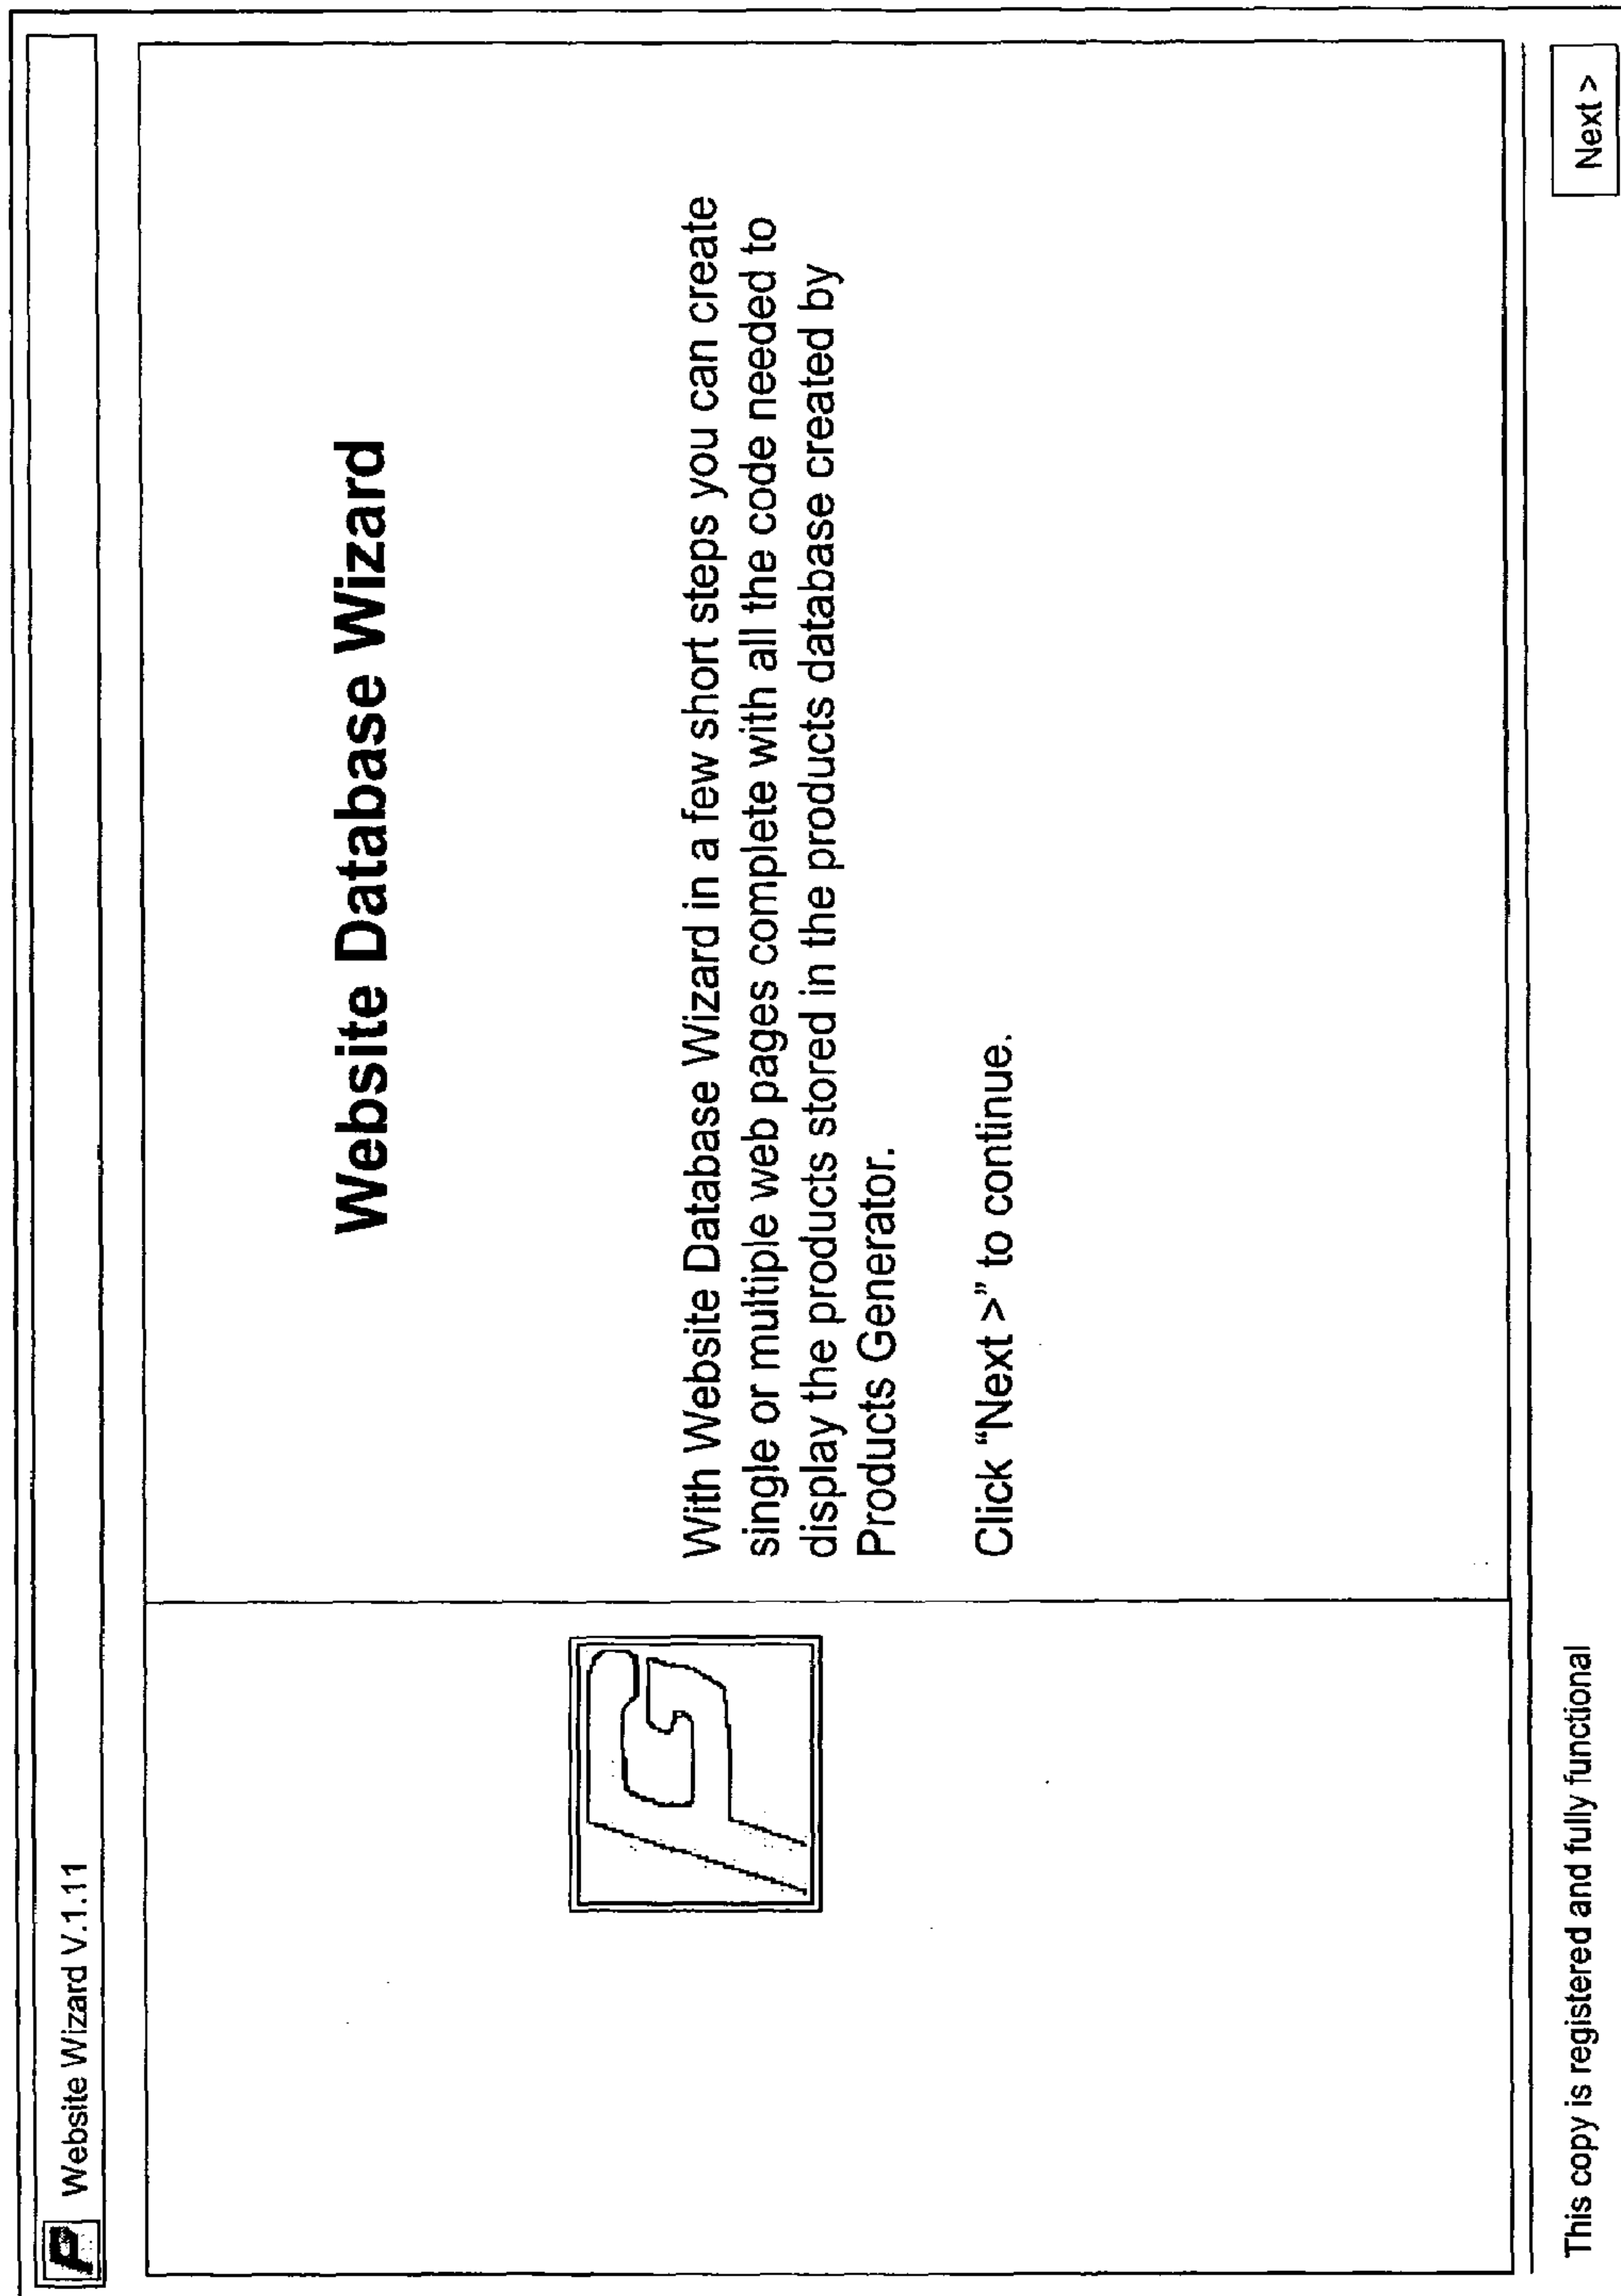 Website Wizard V.1.11
Website Database Wizard
With Website Database Wizard in a few short steps you can create
single or multiple web pages complete with all the code needed to
display the products stored in the products database created by
Products Generator.
Click “Next >” to continue.
This copy is registered and fully functional
Next >